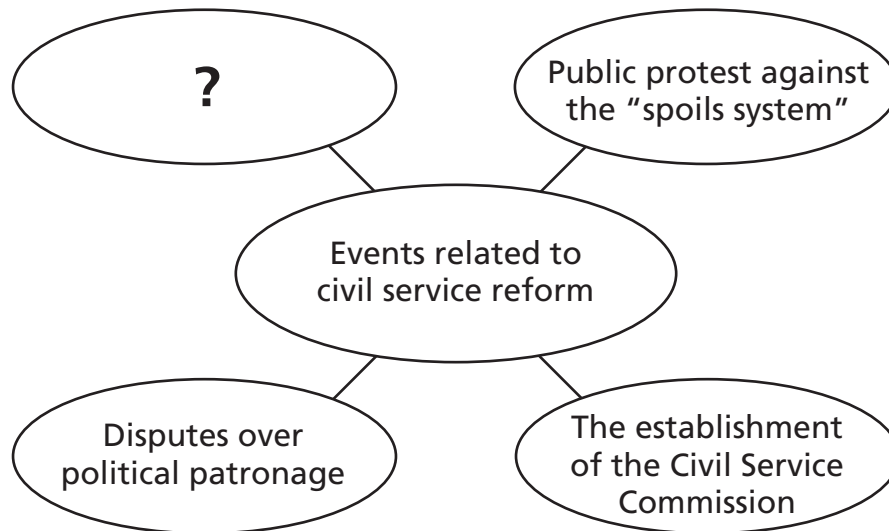 ?
Public protest against
the “spoils system”
Events related to
civil service reform
Disputes over
political patronage
The establishment
of the Civil Service
Commission